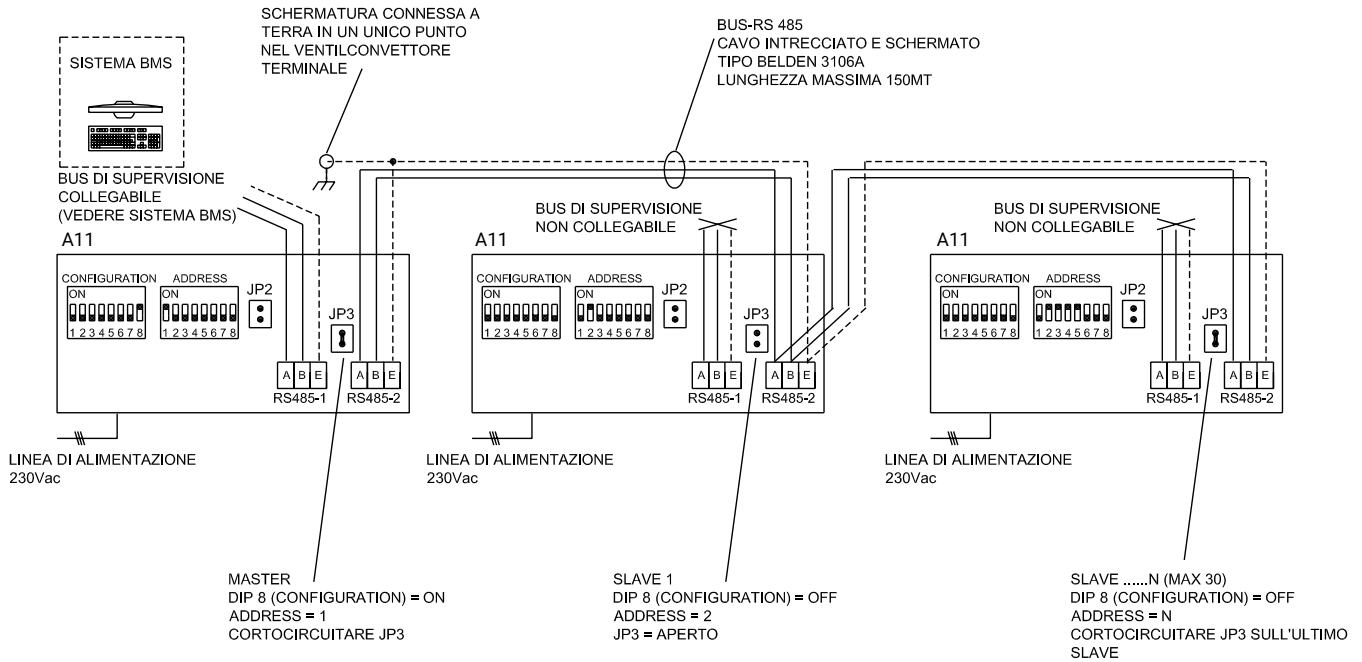 SCHERMATURA CONNESSA A
TERRA IN UN UNICO PUNTO
NEL VENTILCONVETTORE
TERMINALE
BUS-RS 485
CAVO INTRECCIATO E SCHERMATO
TIPO BELDEN 3106A
LUNGHEZZA MASSIMA 150MT
SISTEMA BMS
BUS DI SUPERVISIONE
COLLEGABILE
(VEDERE SISTEMA BMS)
A11
CONFIGURATION
ON
1 2 3 4 5 6 7 8
ADDRESS
ON
1 2 3 4 5 6 7 8
JP2
JP3
A B E
RS485-1
A B E
RS485-2
LINEA DI ALIMENTAZIONE
230Vac
MASTER
DIP 8 (CONFIGURATION) = ON
ADDRESS = 1
CORTOCIRCUITARE JP3
BUS DI SUPERVISIONE
NON COLLEGABILE
A11
CONFIGURATION
ON
1 2 3 4 5 6 7 8
ADDRESS
ON
1 2 3 4 5 6 7 8
JP2
JP3
A B E
RS485-1
A B E
RS485-2
LINEA DI ALIMENTAZIONE
230Vac
SLAVE 1
DIP 8 (CONFIGURATION) = OFF
ADDRESS = 2
JP3 = APERTO
BUS DI SUPERVISIONE
NON COLLEGABILE
A11
CONFIGURATION
ON
1 2 3 4 5 6 7 8
ADDRESS
ON
1 2 3 4 5 6 7 8
JP2
JP3
A B E
RS485-1
A B E
RS485-2
LINEA DI ALIMENTAZIONE
230Vac
SLAVE ......N (MAX 30)
DIP 8 (CONFIGURATION) = OFF
ADDRESS = N
CORTOCIRCUITARE JP3 SULL'ULTIMO
SLAVE